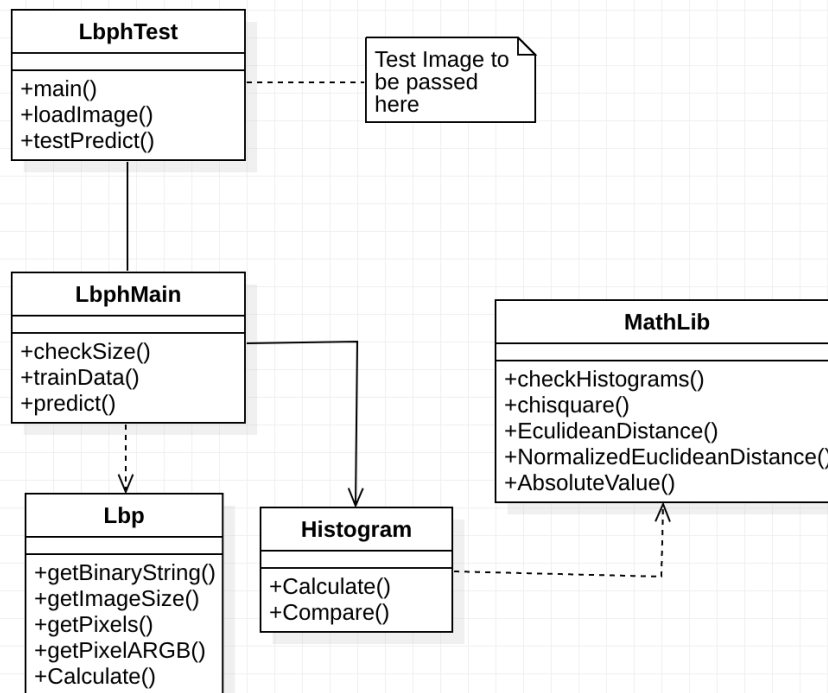 LbphTest
+main()
+loadImage()
+testPredict()
Test Image to
be passed
here
LbphMain
+checkSize()
+trainData()
+predict()
MathLib
+checkHistograms()
+chisquare()
+EculideanDistance()
+NormalizedEuclideanDistance()
+AbsoluteValue()
Lbp
+getBinaryString()
+getImageSize()
+getPixels()
+getPixelARGB()
+Calculate()
Histogram
+Calculate()
+Compare()